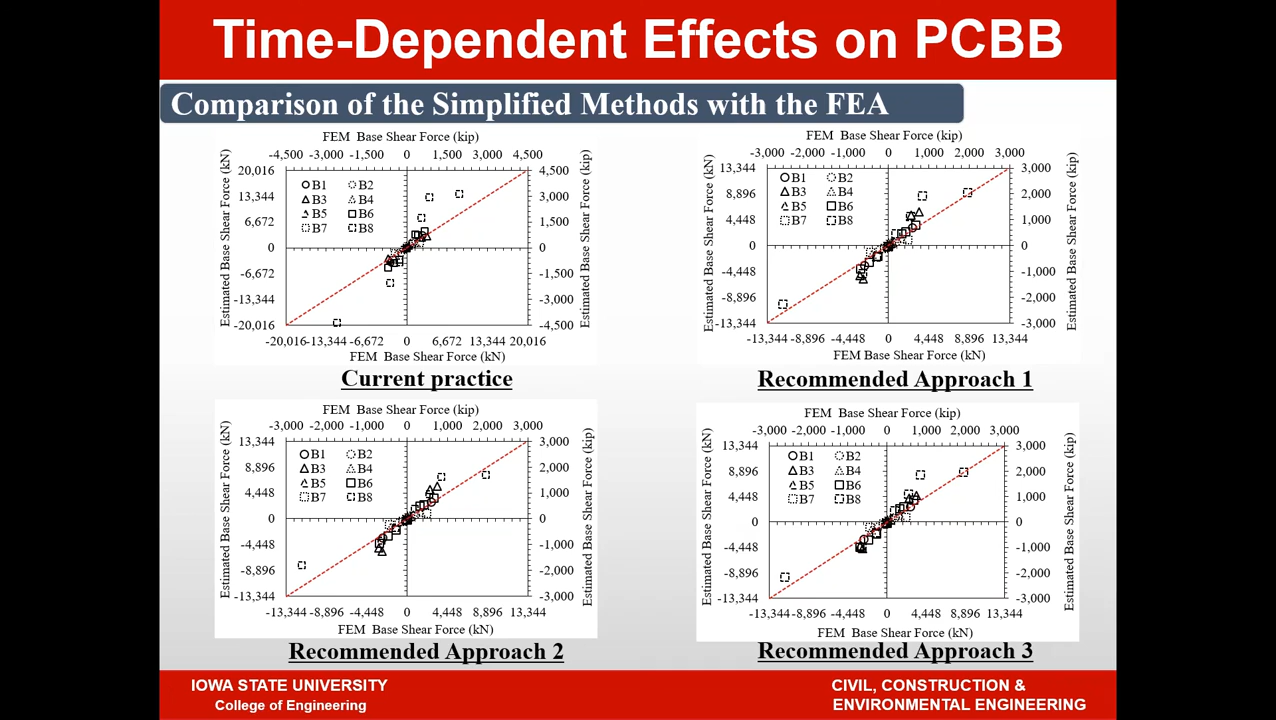 Time-Dependent Effects on PCBB
Comparison of the Simplified Methods with the FEA
FEM Base Shear Force (kip)
-4,500 -3,000 -1,500 0 1,500 3,000 4,500
Estimated Base Shear Force (kN)
20,016
13,344
6,672
0
-6,672
-13,344
-20,016
B1 B2
B3 B4
B5 B6
B7 B8
4,500
3,000
1,500
0
-1,500
-3,000
-4,500
Estimated Base Shear Force (kip)
-20,016 -13,344 -6,672 0 6,672 13,344 20,016
FEM Base Shear Force (kN)
Current practice
FEM Base Shear Force (kip)
-3,000 -2,000 -1,000 0 1,000 2,000 3,000
Estimated Base Shear Force (kN)
13,344
8,896
4,448
0
-4,448
-8,896
-13,344
B1 B2
B3 B4
B5 B6
B7 B8
3,000
2,000
1,000
0
-1,000
-2,000
-3,000
Estimated Base Shear Force (kip)
-13,344 -8,896 -4,448 0 4,448 8,896 13,344
FEM Base Shear Force (kN)
Recommended Approach 1
FEM Base Shear Force (kip)
-3,000 -2,000 -1,000 0 1,000 2,000 3,000
Estimated Base Shear Force (kN)
13,344
8,896
4,448
0
-4,448
-8,896
-13,344
B1 B2
B3 B4
B5 B6
B7 B8
3,000
2,000
1,000
0
-1,000
-2,000
-3,000
Estimated Base Shear Force (kip)
-13,344 -8,896 -4,448 0 4,448 8,896 13,344
FEM Base Shear Force (kN)
Recommended Approach 2
FEM Base Shear Force (kip)
-3,000 -2,000 -1,000 0 1,000 2,000 3,000
Estimated Base Shear Force (kN)
13,344
8,896
4,448
0
-4,448
-8,896
-13,344
B1 B2
B3 B4
B5 B6
B7 B8
3,000
2,000
1,000
0
-1,000
-2,000
-3,000
Estimated Base Shear Force (kip)
-13,344 -8,896 -4,448 0 4,448 8,896 13,344
FEM Base Shear Force (kN)
Recommended Approach 3
IOWA STATE UNIVERSITY
College of Engineering
CIVIL, CONSTRUCTION &
ENVIRONMENTAL ENGINEERING